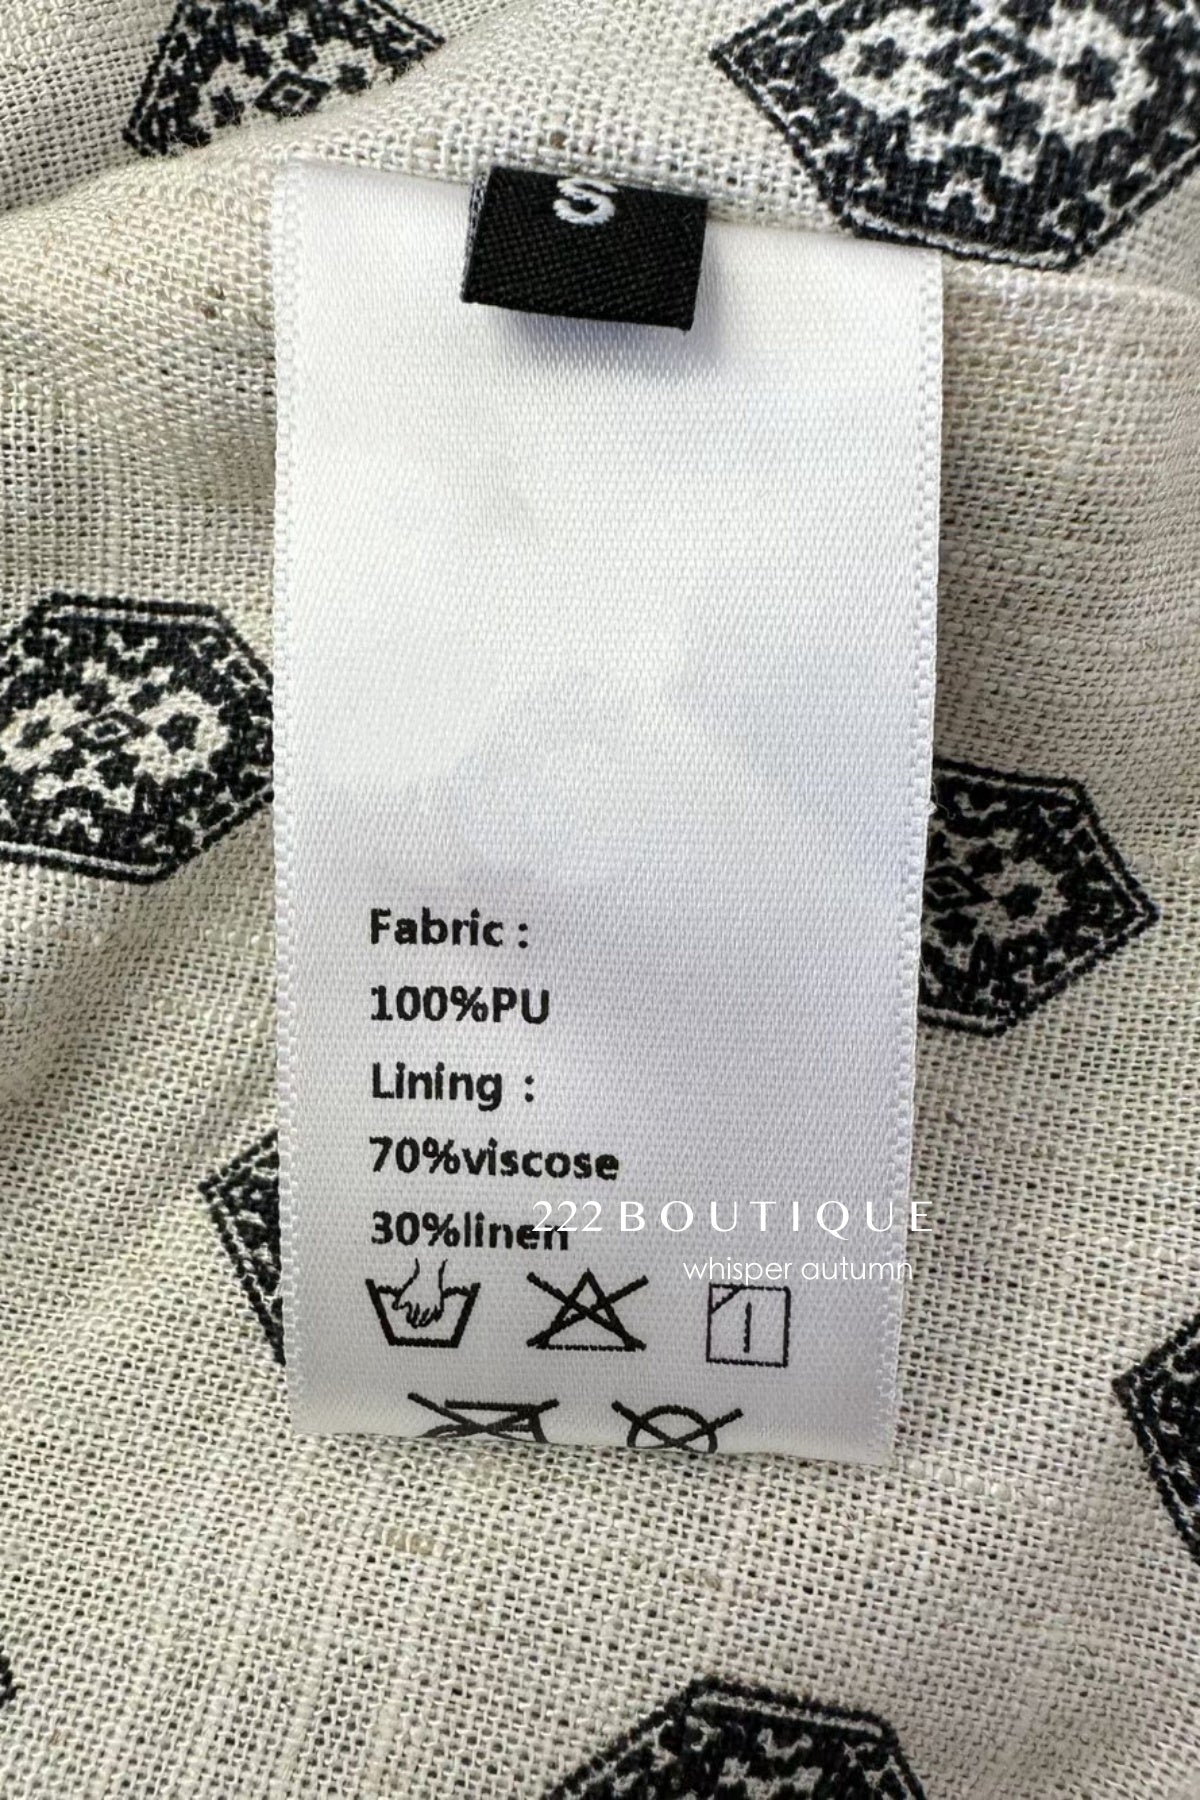 S
Fabric :
100%PU
Lining :
70%viscose
30%linen
222 BOUTIQUE
whisper autumn